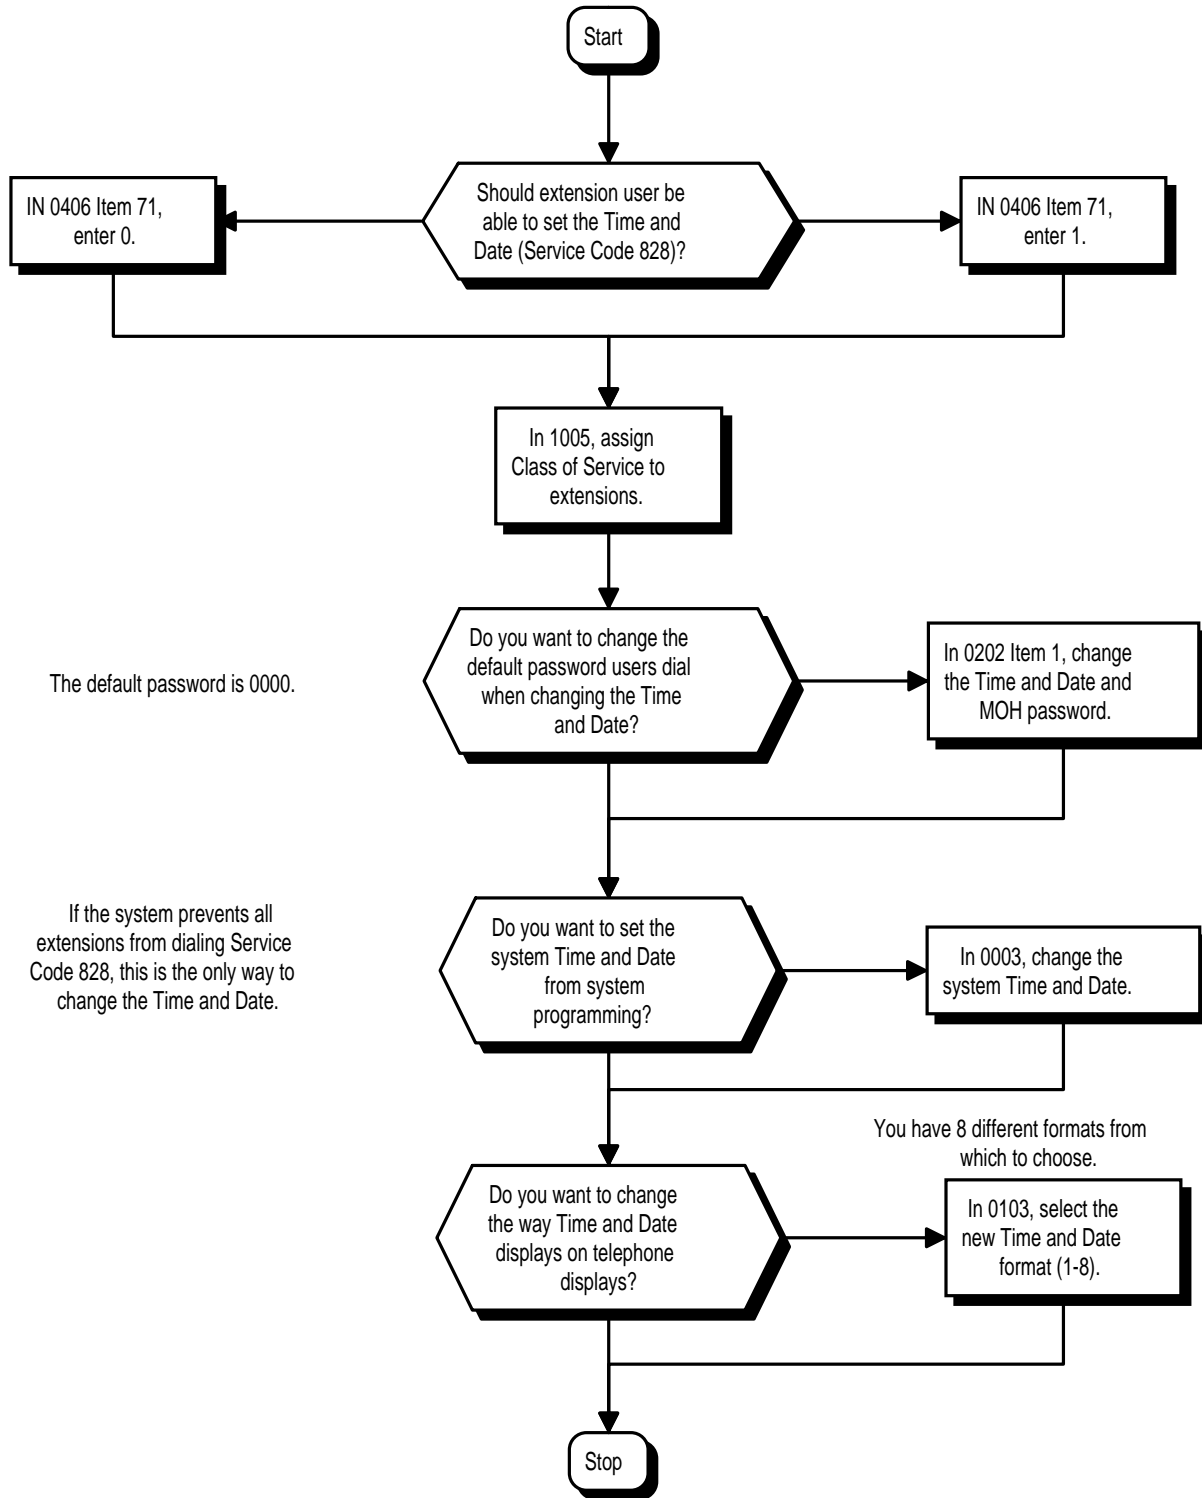 Start
IN 0406 Item 71,
enter 0.
Should extension user be
able to set the Time and
Date (Service Code 828)?
IN 0406 Item 71,
enter 1.
In 1005, assign
Class of Service to
extensions.
The default password is 0000.
Do you want to change the
default password users dial
when changing the Time
and Date?
In 0202 Item 1, change
the Time and Date and
MOH password.
If the system prevents all
extensions from dialing Service
Code 828, this is the only way to
change the Time and Date.
Do you want to set the
system Time and Date
from system
programming?
In 0003, change the
system Time and Date.
You have 8 different formats from
which to choose.
Do you want to change
the way Time and Date
displays on telephone
displays?
In 0103, select the
new Time and Date
format (1-8).
Stop